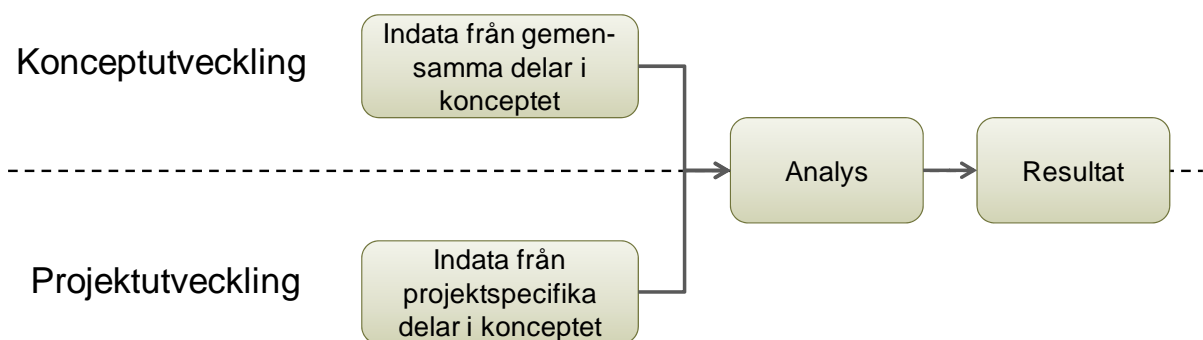 Konceptutveckling
Indata från gemen-
samma delar i
konceptet
Analys
Resultat
Projektutveckling
Indata från
projektspecifika
delar i konceptet